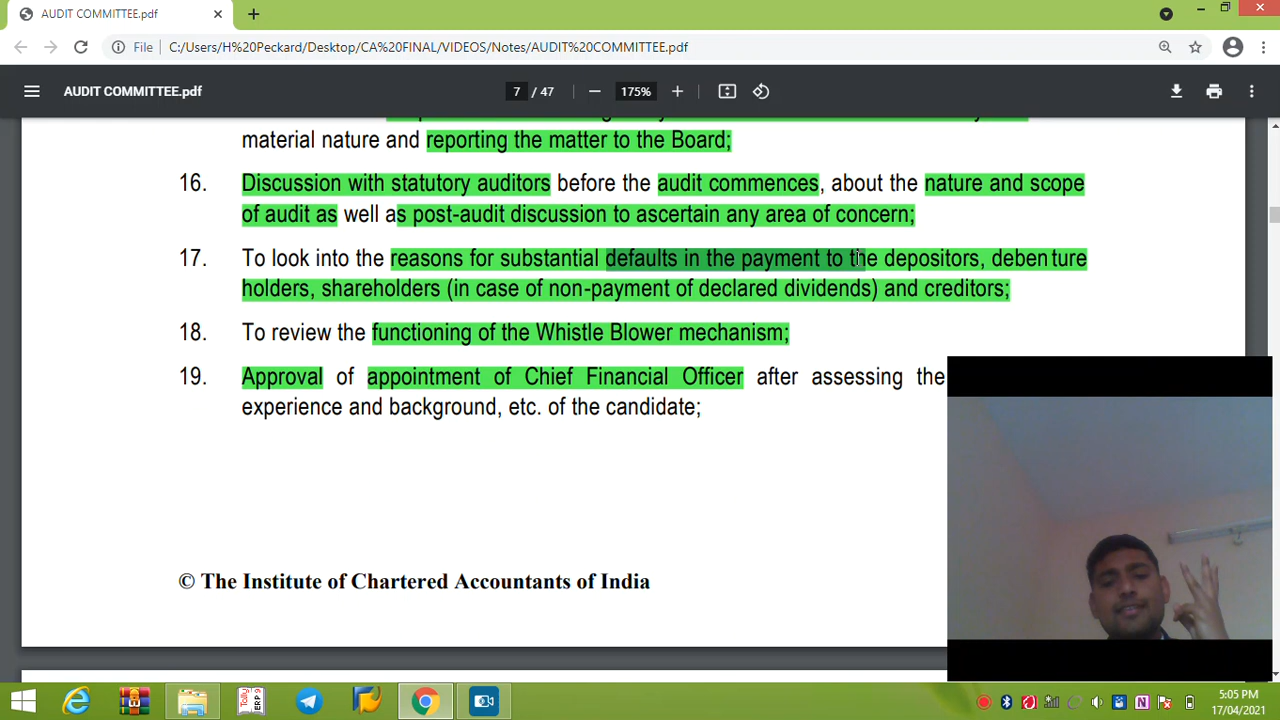 AUDIT COMMITTEE.pdf
File C:/Users/H%20Peckard/Desktop/CA%20FINAL/VIDEOS/Notes/AUDIT%20COMMITTEE.pdf
AUDIT COMMITTEE.pdf 7 / 47 175%
material nature and reporting the matter to the Board;
16. Discussion with statutory auditors before the audit commences, about the nature and scope
of audit as well as post-audit discussion to ascertain any area of concern;
17. To look into the reasons for substantial defaults in the payment to the depositors, debenture
holders, shareholders (in case of non-payment of declared dividends) and creditors;
18. To review the functioning of the Whistle Blower mechanism;
19. Approval of appointment of Chief Financial Officer after assessing the
experience and background, etc. of the candidate;
© The Institute of Chartered Accountants of India
5:05 PM
17/04/2021